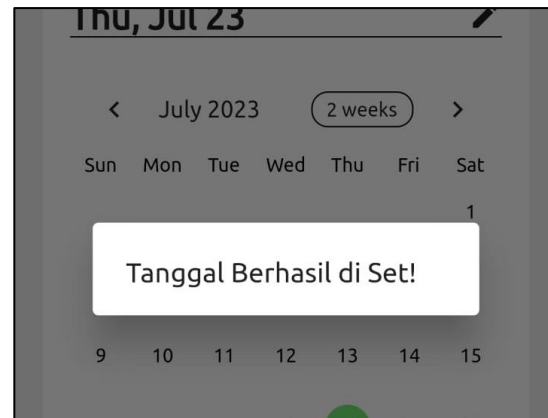 Thu, Jul 23
July 2023 2 weeks
Sun Mon Tue Wed Thu Fri Sat
1
Tanggal Berhasil di Set!
9 10 11 12 13 14 15